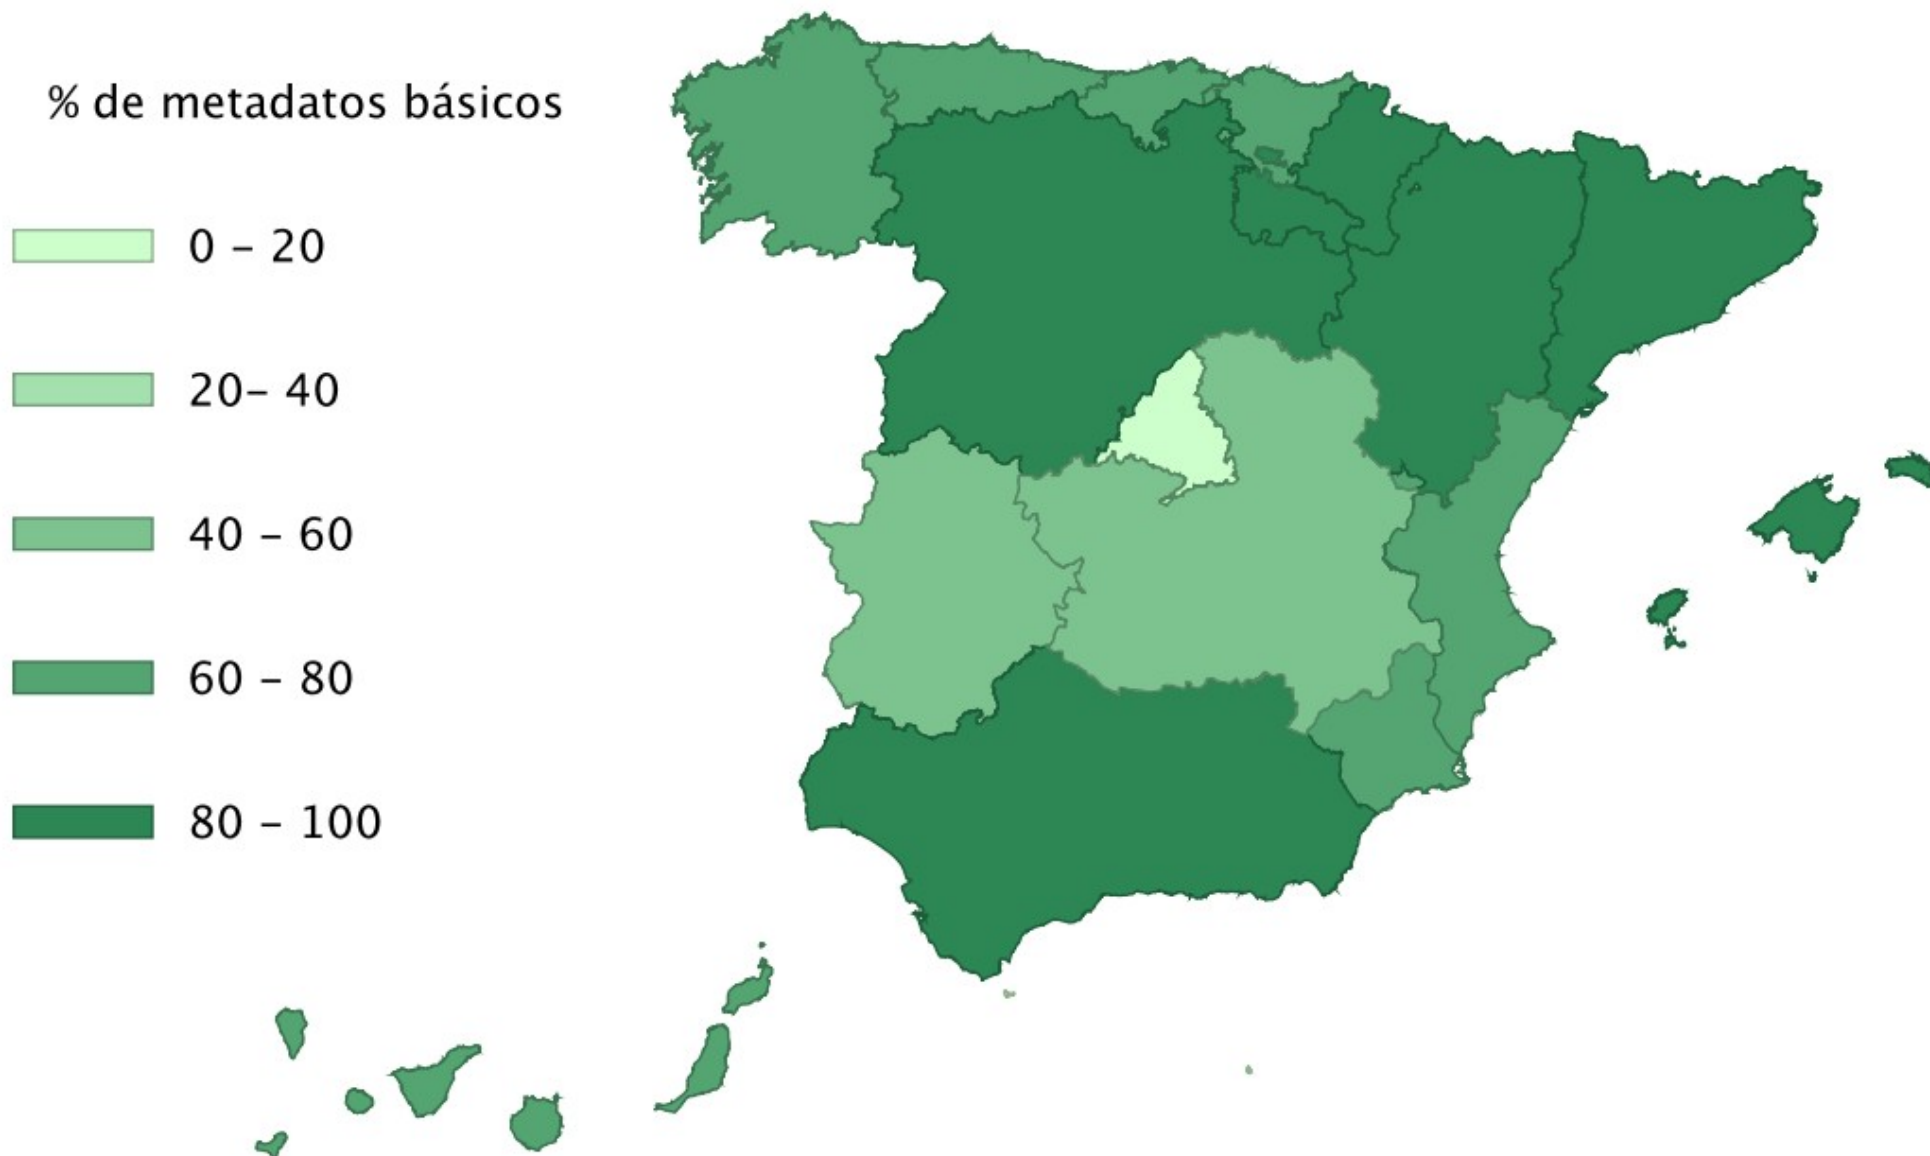 % de metadatos básicos
0 – 20
20– 40
40 – 60
60 – 80
80 – 100